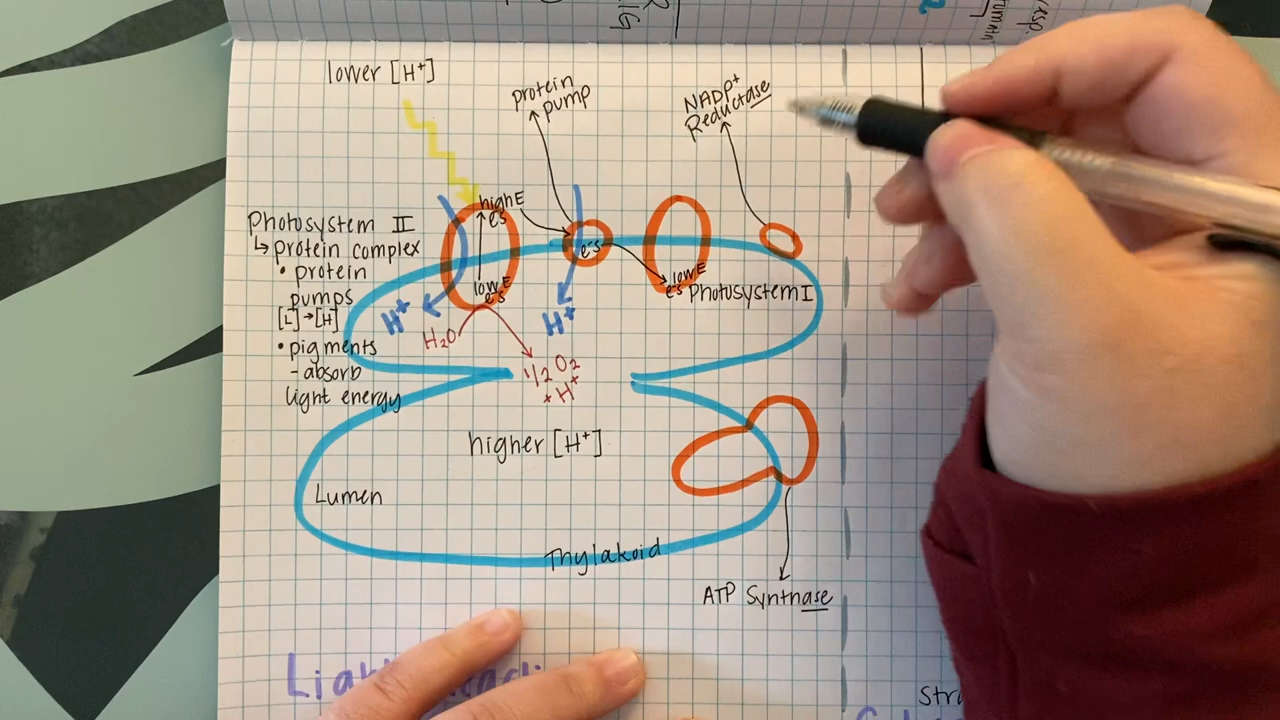 lower [H⁺]
protein
pump
NADP⁺
Reductase
Photosystem II
↳ protein complex
• protein
pumps
[L]→[H]
• pigments
- absorb
light energy
high E
e⁻s
low E
e⁻s
H⁺
H₂O
1/2 O₂
+ H⁺
e⁻s
H⁺
low E
e⁻s
Photosystem I
higher [H⁺]
Lumen
Thylakoid
ATP Synthase